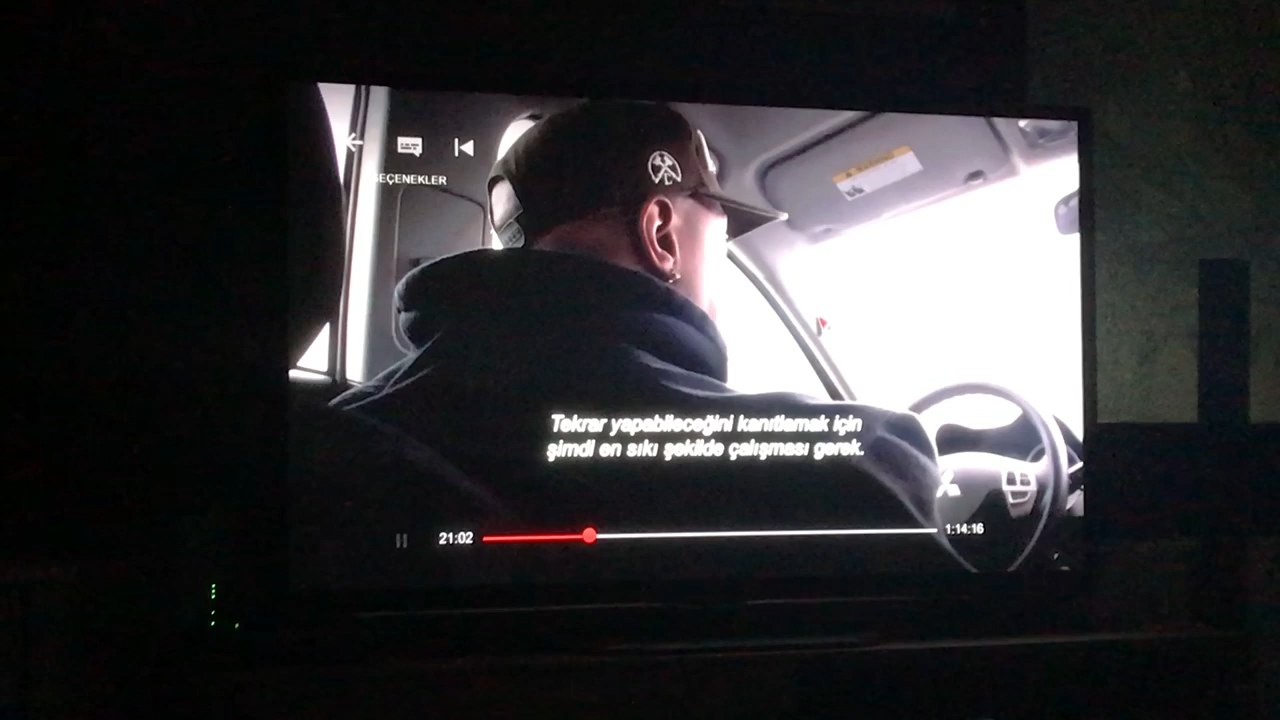 SEÇENEKLER
Tekrar yapabileceğini kanıtlamak için
şimdi en sıkı şekilde çalışması gerek.
21:02
1:14:16